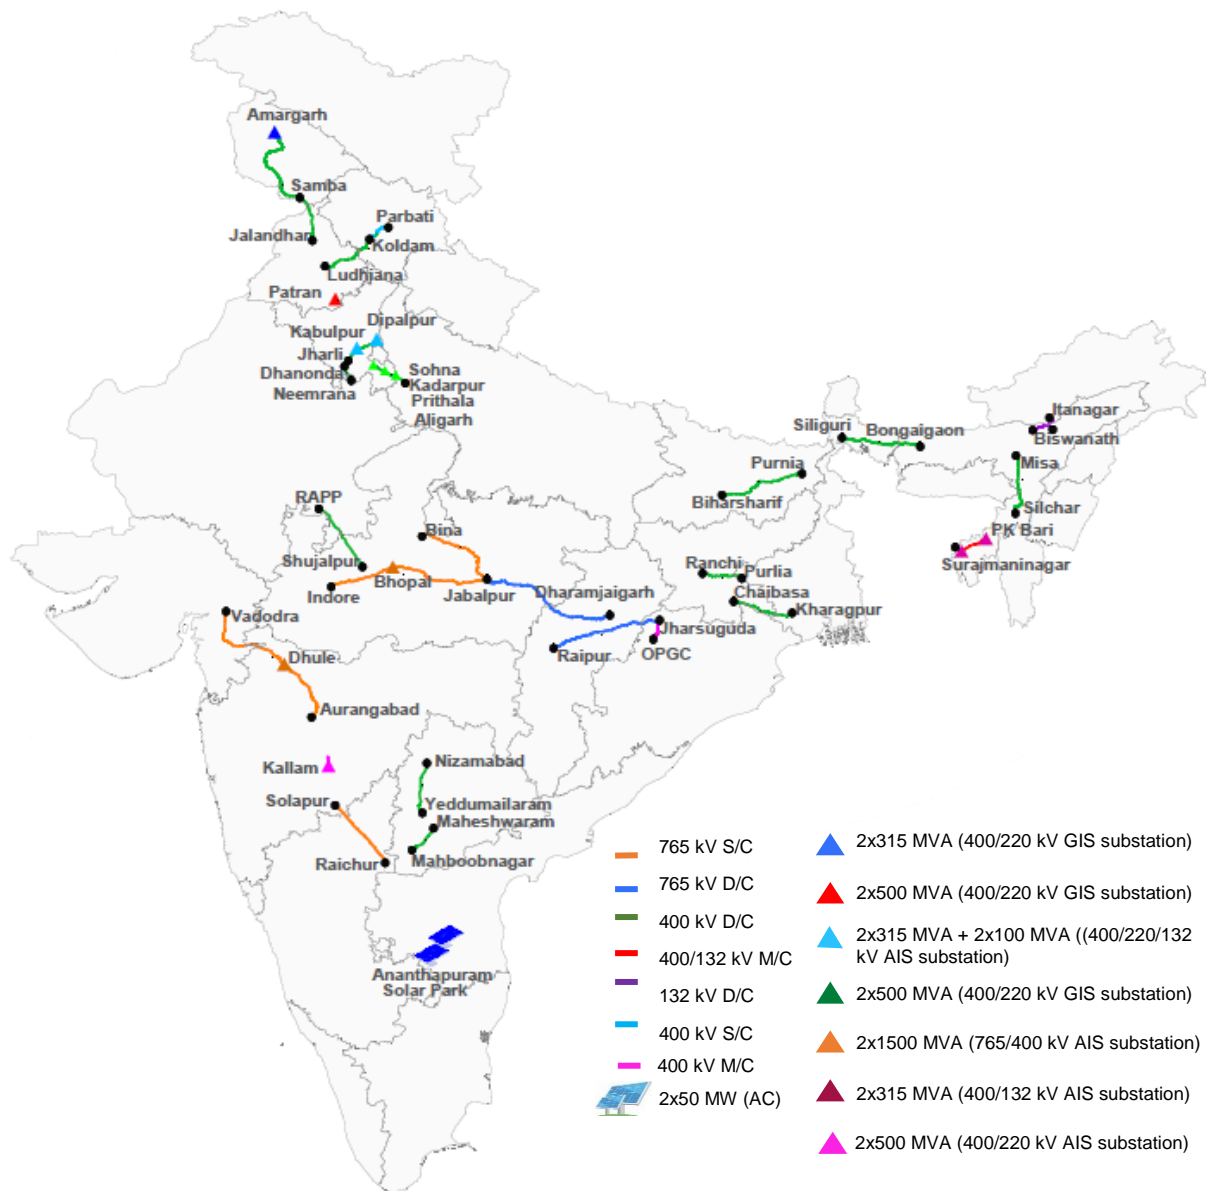 Amargarh
Samba
Jalandhar
Parbati
Koldam
Ludhiana
Patran
Dipalpur
Kabulpur
Jharli
Dhanonda
Neemrana
Sohna
Kadarpur
Prithala
Aligarh
Siliguri
Bongaigaon
Itanagar
Biswanath
Misa
Silchar
PK Bari
Surajmaninagar
Purnia
Biharsharif
RAPP
Shujalpur
Bina
Indore
Bhopal
Jabalpur
Dharamjaigarh
Ranchi
Purlia
Chaibasa
Kharagpur
Jharsuguda
OPGC
Raipur
Vadodra
Dhule
Aurangabad
Kallam
Solapur
Raichur
Nizamabad
Yeddumailaram
Maheshwaram
Mahboobnagar
Ananthapuram
Solar Park
765 kV S/C
765 kV D/C
400 kV D/C
400/132 kV M/C
132 kV D/C
400 kV S/C
400 kV M/C
2x50 MW (AC)
2x315 MVA (400/220 kV GIS substation)
2x500 MVA (400/220 kV GIS substation)
2x315 MVA + 2x100 MVA ((400/220/132
kV AIS substation)
2x500 MVA (400/220 kV GIS substation)
2x1500 MVA (765/400 kV AIS substation)
2x315 MVA (400/132 kV AIS substation)
2x500 MVA (400/220 kV AIS substation)